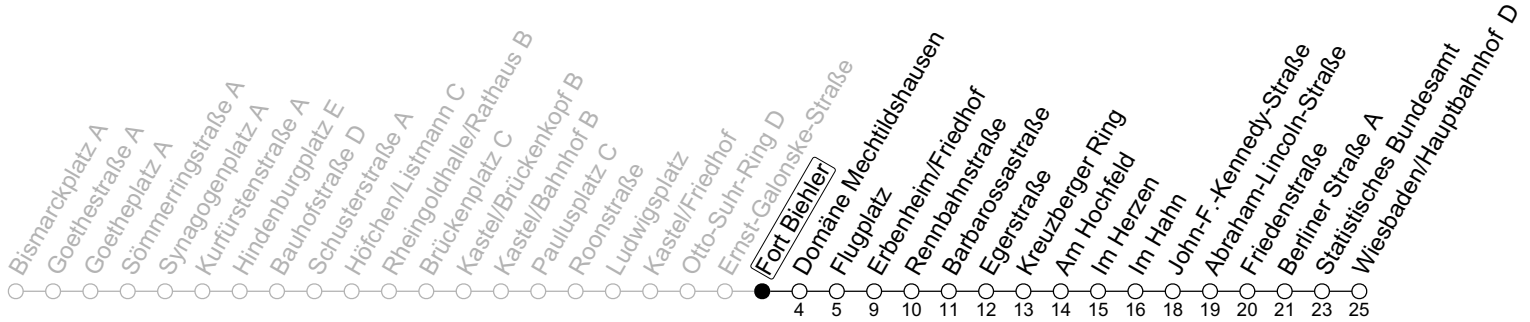 Bismarckplatz A
Goethestraße A
Goetheplatz A
Sömmerringstraße A
Synagogenplatz A
Kurfürstenstraße A
Hindenburgplatz E
Bauhofstraße D
Schusterstraße A
Höfchen/Listmann C
Rheingoldhalle/Rathaus B
Brückenplatz C
Kastel/Brückenkopf B
Kastel/Bahnhof B
Paulusplatz C
Roonstraße
Ludwigsplatz
Kastel/Friedhof
Otto-Suhr-Ring D
Ernst-Galonske-Straße
Fort Biehler
Domäne Mechtildshausen
Flugplatz
Erbenheim/Friedhof
Rennbahnstraße
Barbarossastraße
Egerstraße
Kreuzberger Ring
Am Hochfeld
Im Herzen
Im Hahn
John-F.-Kennedy-Straße
Abraham-Lincoln-Straße
Friedenstraße
Berliner Straße A
Statistisches Bundesamt
Wiesbaden/Hauptbahnhof D
4 5 9 10 11 12 13 14 15 16 18 19 20 21 23 25